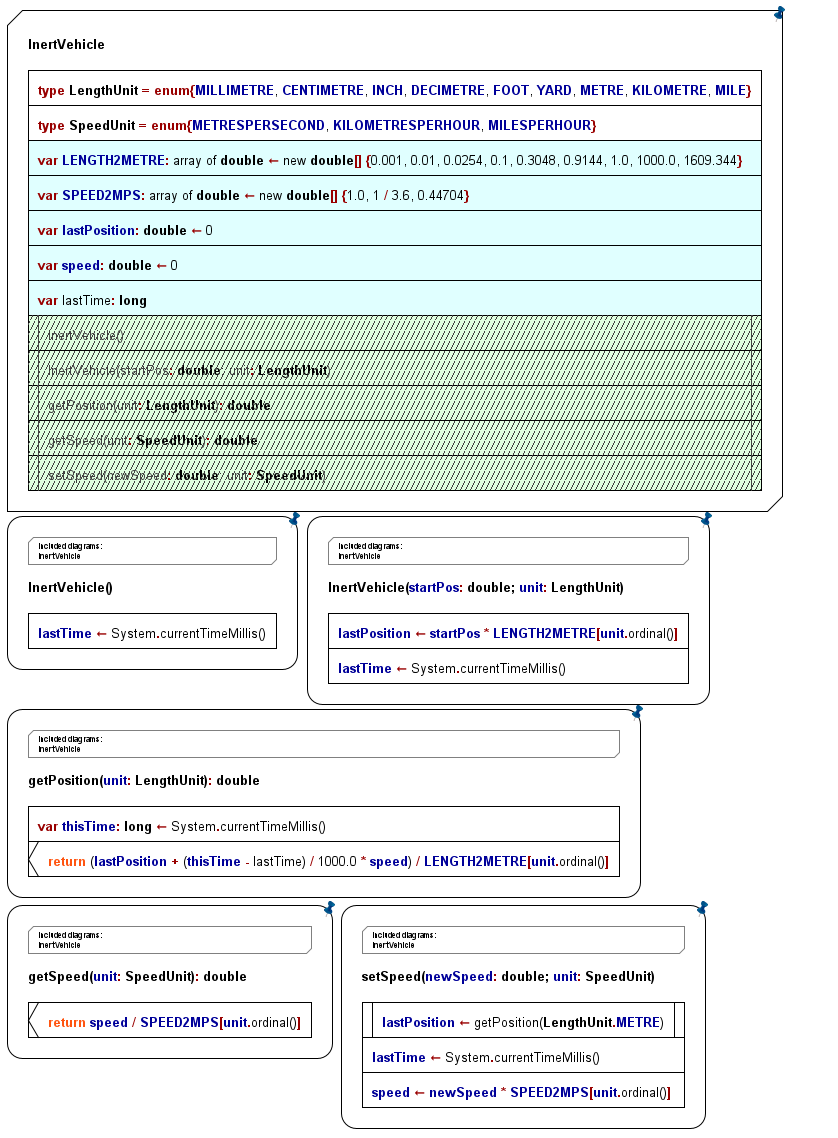 InertVehicle
type LengthUnit = enum{MILLIMETRE, CENTIMETRE, INCH, DECIMETRE, FOOT, YARD, METRE, KILOMETRE, MILE}
type SpeedUnit = enum{METRESPERSECOND, KILOMETRESPERHOUR, MILESPERHOUR}
var LENGTH2METRE: array of double ← new double[] {0.001, 0.01, 0.0254, 0.1, 0.3048, 0.9144, 1.0, 1000.0, 1609.344}
var SPEED2MPS: array of double ← new double[] {1.0, 1 / 3.6, 0.44704}
var lastPosition: double ← 0
var speed: double ← 0
var lastTime: long
InertVehicle()
InertVehicle(startPos: double; unit: LengthUnit)
getPosition(unit: LengthUnit): double
getSpeed(unit: SpeedUnit): double
setSpeed(newSpeed: double; unit: SpeedUnit)
Included diagrams:
InertVehicle
InertVehicle()
lastTime ← System.currentTimeMillis()
Included diagrams:
InertVehicle
InertVehicle(startPos: double; unit: LengthUnit)
lastPosition ← startPos * LENGTH2METRE[unit.ordinal()]
lastTime ← System.currentTimeMillis()
Included diagrams:
InertVehicle
getPosition(unit: LengthUnit): double
var thisTime: long ← System.currentTimeMillis()
return (lastPosition + (thisTime - lastTime) / 1000.0 * speed) / LENGTH2METRE[unit.ordinal()]
Included diagrams:
InertVehicle
getSpeed(unit: SpeedUnit): double
return speed / SPEED2MPS[unit.ordinal()]
Included diagrams:
InertVehicle
setSpeed(newSpeed: double; unit: SpeedUnit)
lastPosition ← getPosition(LengthUnit.METRE)
lastTime ← System.currentTimeMillis()
speed ← newSpeed * SPEED2MPS[unit.ordinal()]